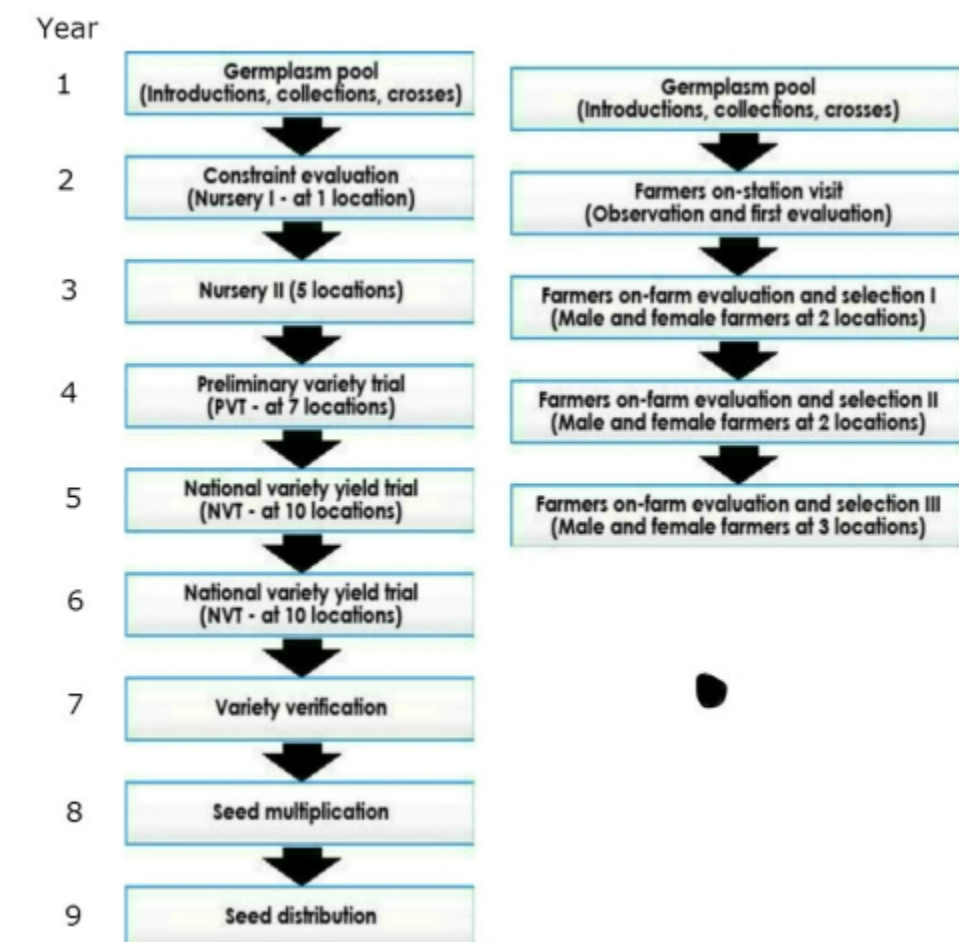 Year
1
Germplasm pool
(Introductions, collections, crosses)
2
Constraint evaluation
(Nursery I - at 1 location)
3
Nursery II (5 locations)
4
Preliminary variety trial
(PVT - at 7 locations)
5
National variety yield trial
(NVT - at 10 locations)
6
National variety yield trial
(NVT - at 10 locations)
7
Variety verification
8
Seed multiplication
9
Seed distribution
Germplasm pool
(Introductions, collections, crosses)
Farmers on-station visit
(Observation and first evaluation)
Farmers on-farm evaluation and selection I
(Male and female farmers at 2 locations)
Farmers on-farm evaluation and selection II
(Male and female farmers at 2 locations)
Farmers on-farm evaluation and selection III
(Male and female farmers at 3 locations)